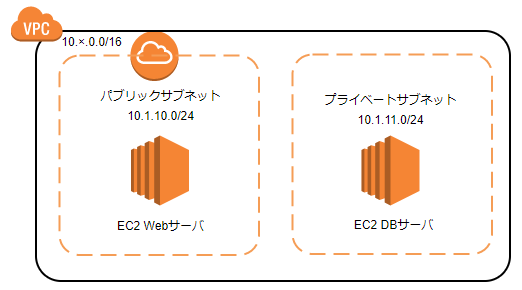 VPC
10.×.0.0/16
パブリックサブネット
10.1.10.0/24
EC2 Webサーバ
プライベートサブネット
10.1.11.0/24
EC2 DBサーバ